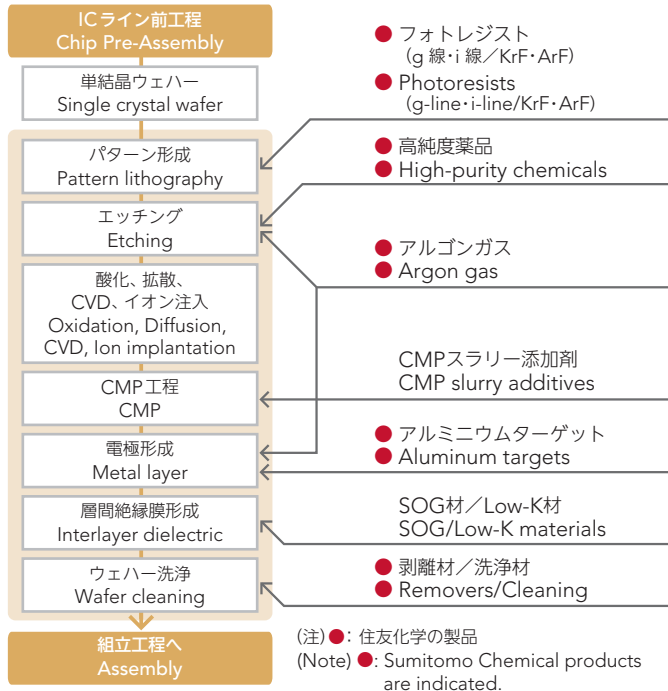 ICライン前工程
Chip Pre-Assembly
単結晶ウェハー
Single crystal wafer
パターン形成
Pattern lithography
エッチング
Etching
酸化、拡散、
CVD、イオン注入
Oxidation, Diffusion,
CVD, Ion implantation
CMP工程
CMP
電極形成
Metal layer
層間絶縁膜形成
Interlayer dielectric
ウェハー洗浄
Wafer cleaning
組立工程へ
Assembly
● フォトレジスト
(g線・i線/KrF・ArF)
● Photoresists
(g-line・i-line/KrF・ArF)
● 高純度薬品
● High-purity chemicals
● アルゴンガス
● Argon gas
CMPスラリー添加剤
CMP slurry additives
● アルミニウムターゲット
● Aluminum targets
SOG材/Low-K材
SOG/Low-K materials
● 剥離材/洗浄材
● Removers/Cleaning
(注) ●: 住友化学の製品
(Note) ●: Sumitomo Chemical products
are indicated.